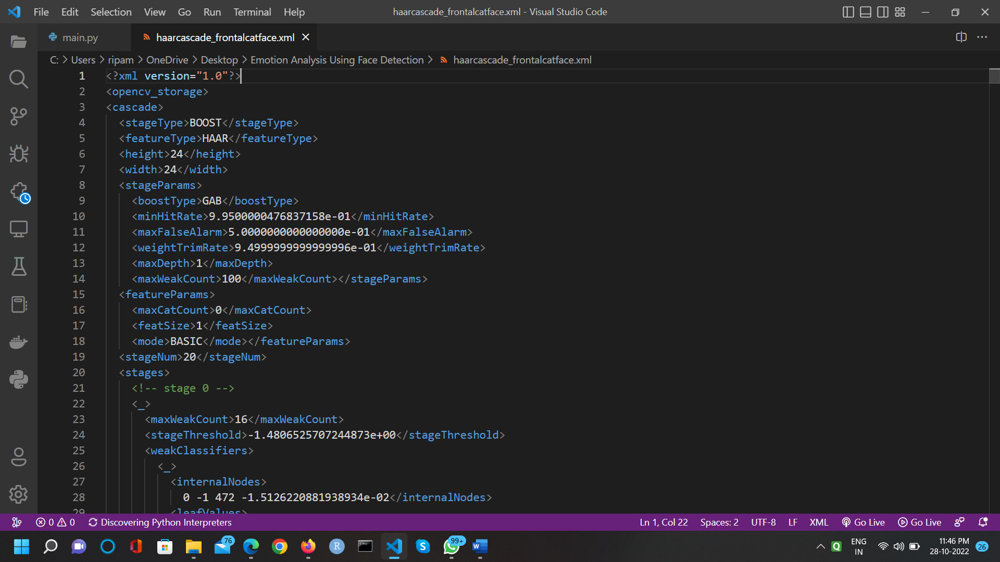 File Edit Selection View Go Run Terminal Help
haarcascade_frontalcatface.xml - Visual Studio Code
main.py
haarcascade_frontalcatface.xml
C: > Users > ripam > OneDrive > Desktop > Emotion Analysis Using Face Detection > haarcascade_frontalcatface.xml
1 <?xml version="1.0"?>
2 <opencv_storage>
3 <cascade>
4 <stageType>BOOST</stageType>
5 <featureType>HAAR</featureType>
6 <height>24</height>
7 <width>24</width>
8 <stageParams>
9 <boostType>GAB</boostType>
10 <minHitRate>9.9500000476837158e-01</minHitRate>
11 <maxFalseAlarm>5.0000000000000000e-01</maxFalseAlarm>
12 <weightTrimRate>9.4999999999999996e-01</weightTrimRate>
13 <maxDepth>1</maxDepth>
14 <maxWeakCount>100</maxWeakCount></stageParams>
15 <featureParams>
16 <maxCatCount>0</maxCatCount>
17 <featSize>1</featSize>
18 <mode>BASIC</mode></featureParams>
19 <stageNum>20</stageNum>
20 <stages>
21 <!-- stage 0 -->
22 <_>
23 <maxWeakCount>16</maxWeakCount>
24 <stageThreshold>-1.4806525707244873e+00</stageThreshold>
25 <weakClassifiers>
26 <_>
27 <internalNodes>
28 0 -1 472 -1.5126220881938934e-02</internalNodes>
29 <leafValues>
0 0 Discovering Python Interpreters
Ln 1, Col 22 Spaces: 2 UTF-8 LF XML Go Live Go Live
76
R
S
99+
W
Q
ENG
IN
11:46 PM
28-10-2022
26